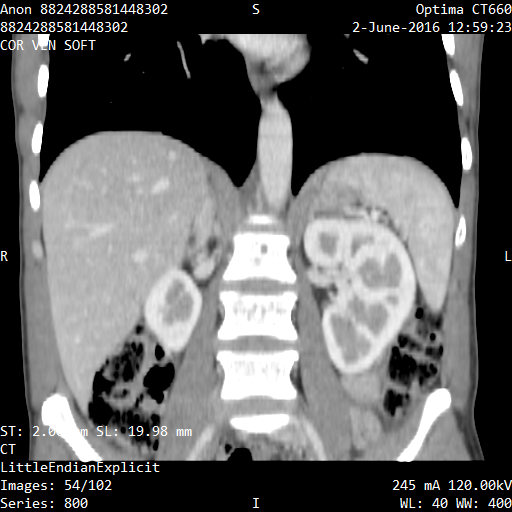 Anon 8824288581448302
S
Optima CT660
8824288581448302
2-June-2016 12:59:23
COR VEN SOFT
R
L
ST: 2.0 mm SL: 19.98 mm
CT
LittleEndianExplicit
Images: 54/102
245 mA 120.00kV
Series: 800
I
WL: 40 WW: 400